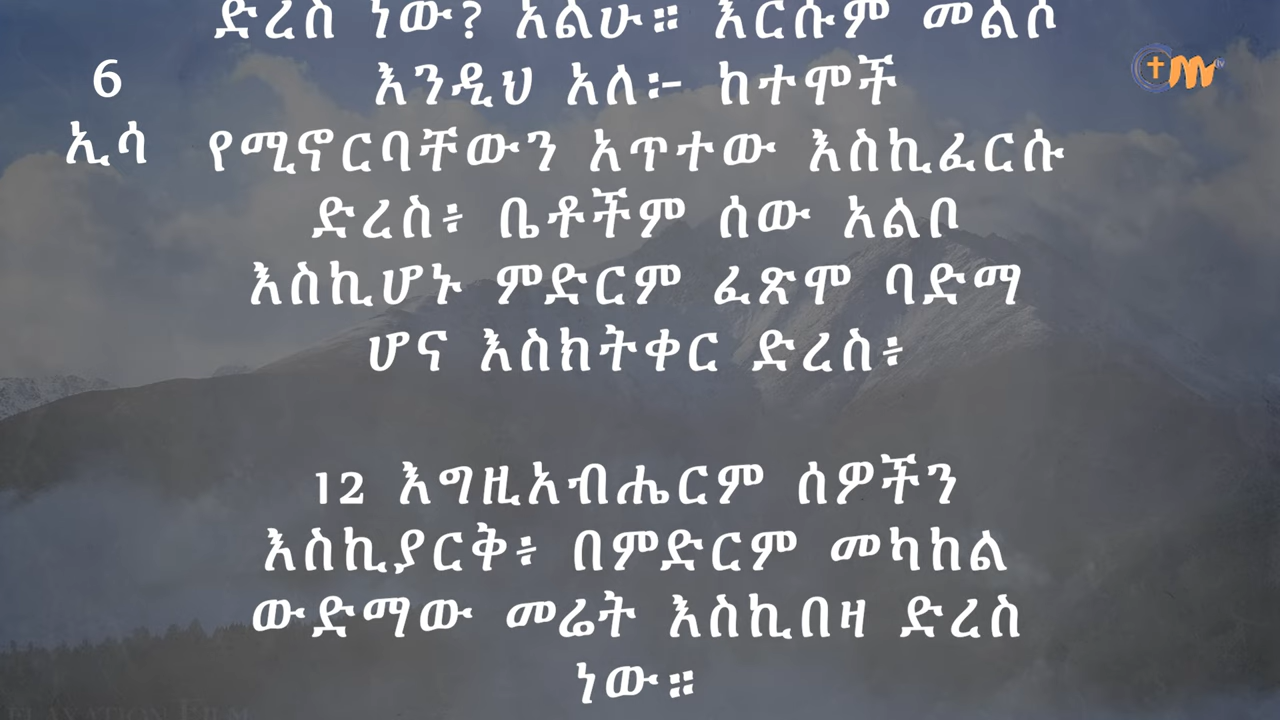 ድረስ ነው? አልሁ። እርሱም መልሶ
6
እንዲህ አለ፦ ከተሞች
ኢሳ
የሚኖርባቸውን አጥተው እስኪፈርሱ
ድረስ፥ ቤቶችም ሰው አልቦ
እስኪሆኑ ምድርም ፈጽሞ ባድማ
ሆና እስክትቀር ድረስ፥
12 እግዚአብሔርም ሰዎችን
እስኪያርቅ፥ በምድርም መካከል
ውድማው መሬት እስኪበዛ ድረስ
ነው።